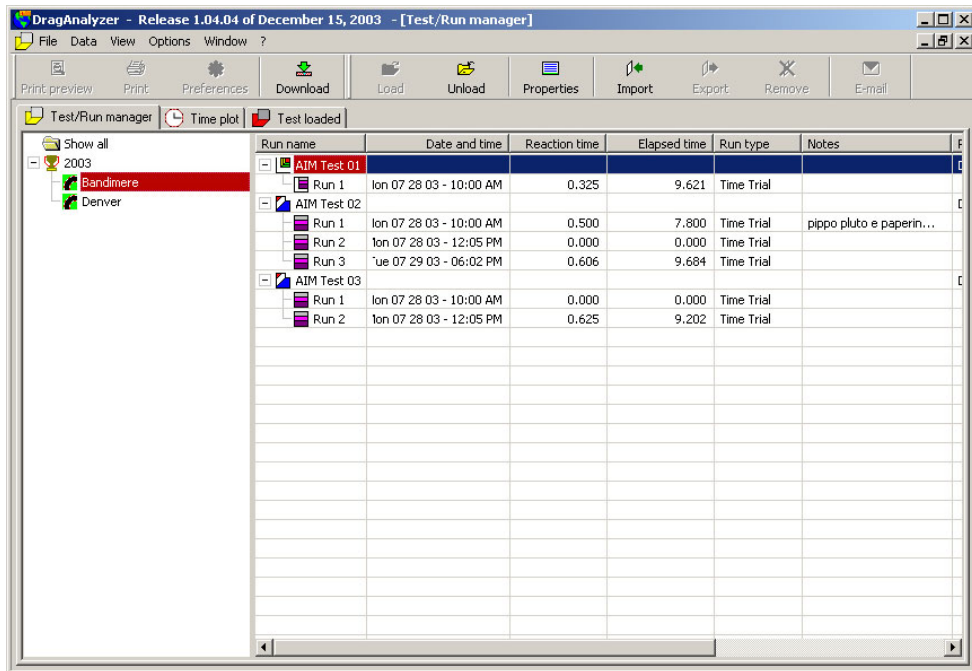 DragAnalyzer - Release 1.04.04 of December 15, 2003 - [Test/Run manager]
File Data View Options Window ?
Print preview Print Preferences Download Load Unload Properties Import Export Remove E-mail
Test/Run manager Time plot Test loaded
Show all
2003
Bandimere
Denver
Run name Date and time Reaction time Elapsed time Run type Notes
AIM Test 01
Run 1 lon 07 28 03 - 10:00 AM 0.325 9.621 Time Trial
AIM Test 02
Run 1 lon 07 28 03 - 10:00 AM 0.500 7.800 Time Trial pippo pluto e paperin...
Run 2 lon 07 28 03 - 12:05 PM 0.000 0.000 Time Trial
Run 3 ue 07 29 03 - 06:02 PM 0.606 9.684 Time Trial
AIM Test 03
Run 1 lon 07 28 03 - 10:00 AM 0.000 0.000 Time Trial
Run 2 lon 07 28 03 - 12:05 PM 0.625 9.202 Time Trial